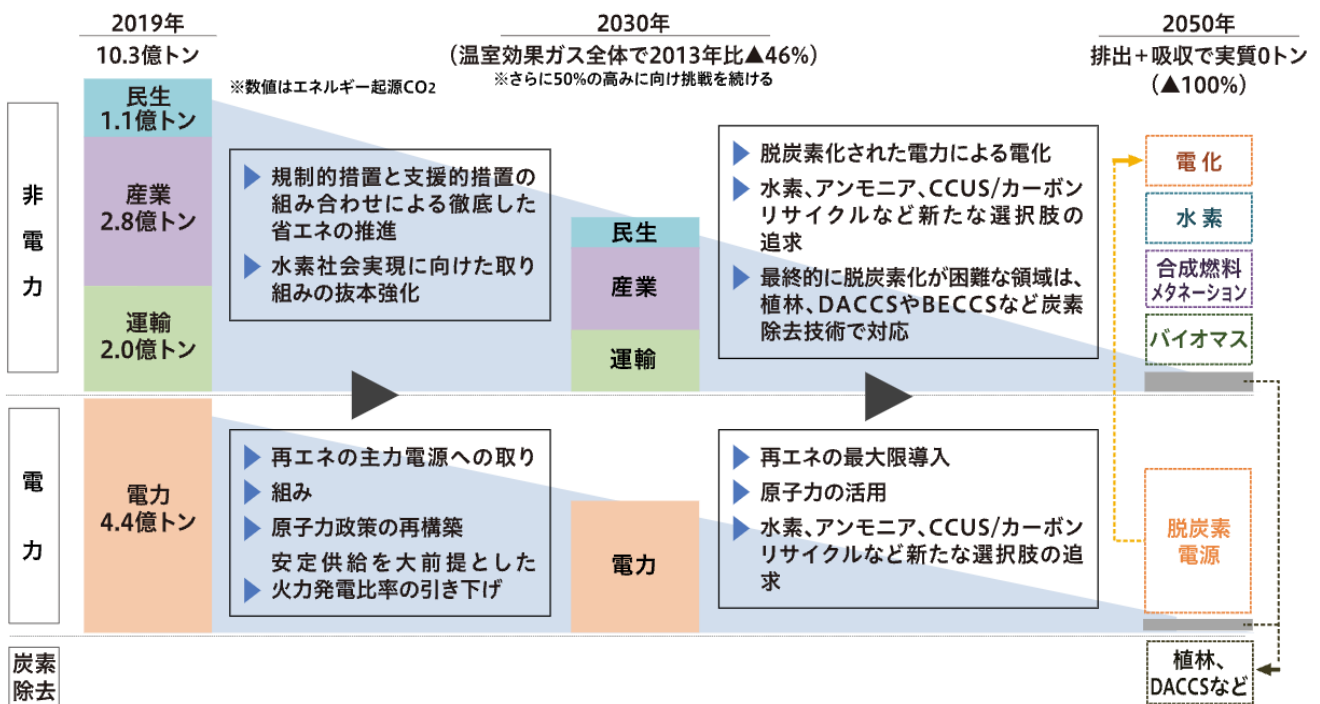 2019年
10.3億トン
2030年
(温室効果ガス全体で2013年比▲46%)
※さらに50%の高みに向け挑戦を続ける
2050年
排出+吸収で実質0トン
(▲100%)
※数値はエネルギー起源CO2
非電力
民生
1.1億トン
産業
2.8億トン
運輸
2.0億トン
規制的措置と支援的措置の
組み合わせによる徹底した
省エネの推進
水素社会実現に向けた取り
組みの抜本強化
民生
産業
運輸
脱炭素化された電力による電化
水素、アンモニア、CCUS/カーボン
リサイクルなど新たな選択肢の
追求
最終的に脱炭素化が困難な領域は、
植林、DACCSやBECCSなど炭素
除去技術で対応
電化
水素
合成燃料
メタネーション
バイオマス
電力
電力
4.4億トン
再エネの主力電源への取り
組み
原子力政策の再構築
安定供給を大前提とした
火力発電比率の引き下げ
電力
再エネの最大限導入
原子力の活用
水素、アンモニア、CCUS/カーボン
リサイクルなど新たな選択肢の追
求
脱炭素
電源
炭素
除去
植林、
DACCSなど